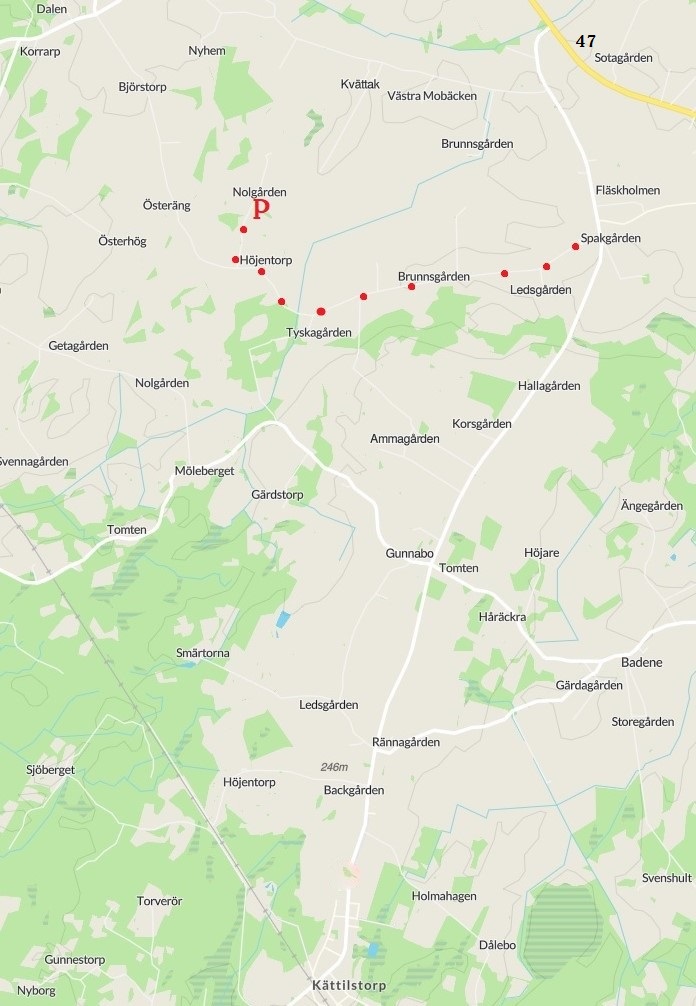 Dalen
47
Korrarp
Nyhem
Sotagården
Björstorp
Kvättak
Västra Mobäcken
Brunnsgården
Nolgården
Fläskholmen
Österäng
P
Österhög
Spakgården
Höjentorp
Brunnsgården
Ledsgården
Tyskagården
Getagården
Nolgården
Hallagården
Korsgården
Ammagården
Svennagården
Möleberget
Gärdstorp
Ängegården
Tomten
Gunnabo
Höjare
Tomten
Håräckra
Smärtorna
Badene
Gärdagården
Ledsgården
Storegården
Rännagården
246m
Sjöberget
Höjentorp
Backgården
Svenshult
Holmahagen
Torverör
Dålebo
Gunnestorp
Kättilstorp
Nyborg